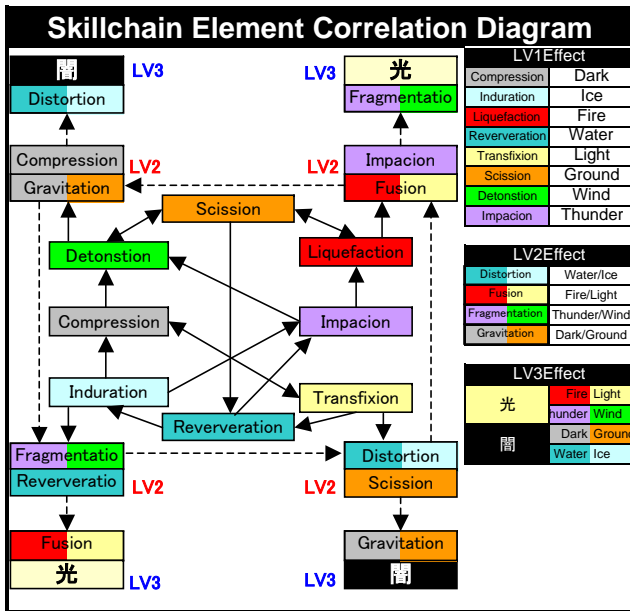 Skillchain Element Correlation Diagram
闇
LV3
Distortion
LV3
光
Fragmentatio
Compression
LV2
Gravitation
LV2
Impacion
Fusion
Scission
Detonstion
Liquefaction
Compression
Impacion
Induration
Transfixion
Reververation
Fragmentatio
Reververatio
LV2
Distortion
LV2
Scission
Fusion
光
LV3
Gravitation
LV3
闇
LV1Effect
Compression Dark
Induration Ice
Liquefaction Fire
Reververation Water
Transfixion Light
Scission Ground
Detonstion Wind
Impacion Thunder
LV2Effect
Distortion Water/Ice
Fusion Fire/Light
Fragmentation Thunder/Wind
Gravitation Dark/Ground
LV3Effect
光 Fire Light
hunder Wind
闇 Dark Ground
Water Ice